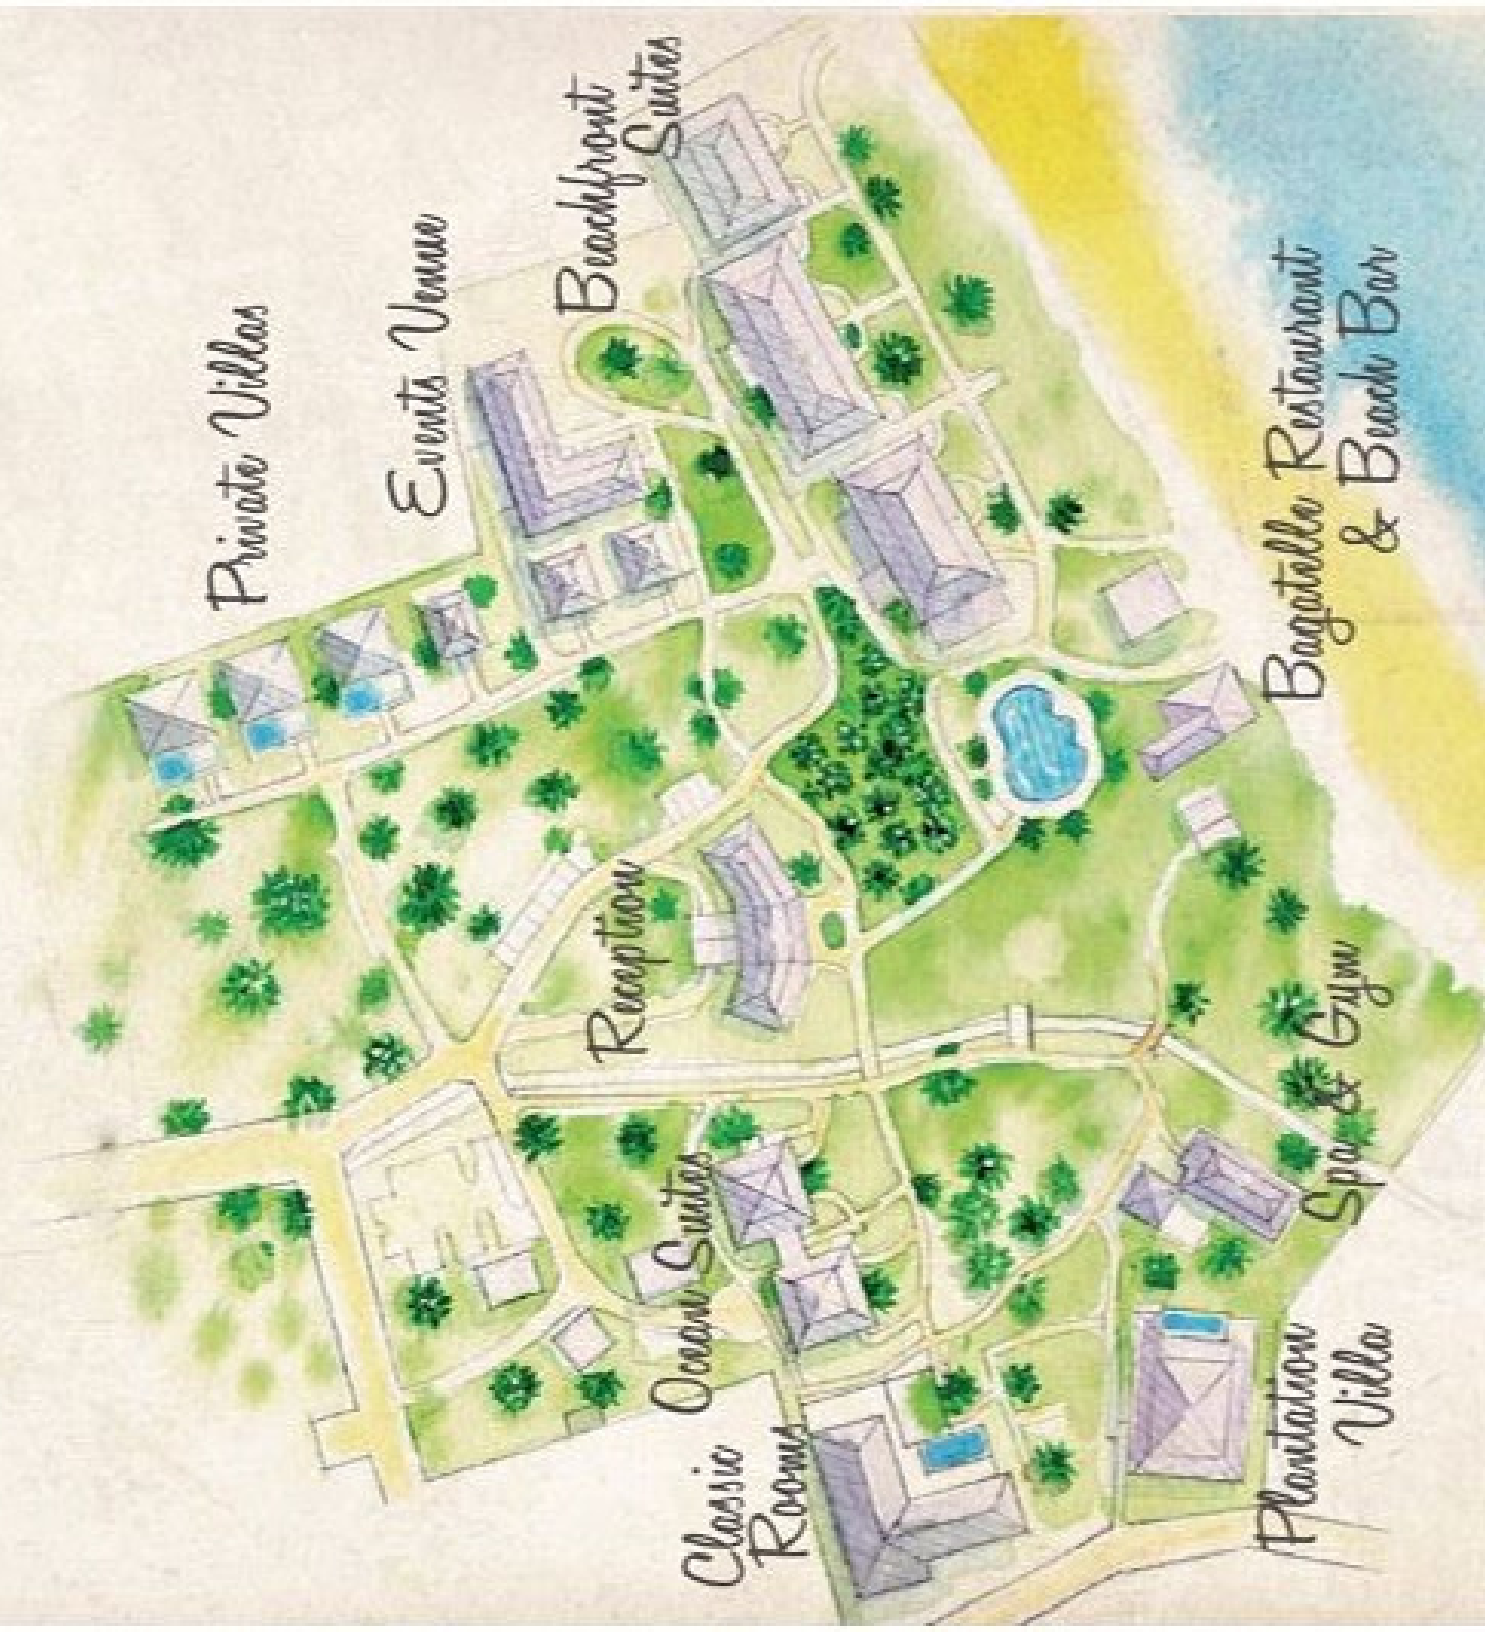 Private Villas
Events Venue
Beachfront
Suites
Reception
Ocean Suites
Classic
Rooms
Bagatelle Restaurant
& Beach Bar
Spa & Gym
Plantation
Villa